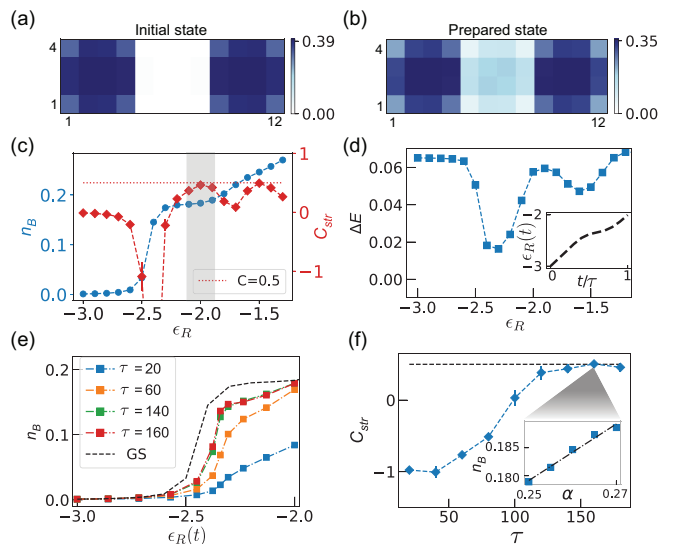 (a)
Initial state
4
1
1
12
0.39
0.00
(b)
Prepared state
4
1
1
12
0.35
0.00
(c)
n_B
0.2
0.1
0.0
1
0
−1
C_str
C=0.5
−3.0
−2.5
−2.0
−1.5
ϵ_R
(d)
ΔE
0.06
0.04
0.02
0.00
−3.0
−2.5
−2.0
−1.5
ϵ_R
ϵ_R(t)
−2
−3
0
1
t/τ
(e)
n_B
0.2
0.1
0.0
τ = 20
τ = 60
τ = 140
τ = 160
GS
−3.0
−2.5
−2.0
ϵ_R(t)
(f)
C_str
0
−1
50
100
150
τ
n_B
0.185
0.180
0.25
0.27
α